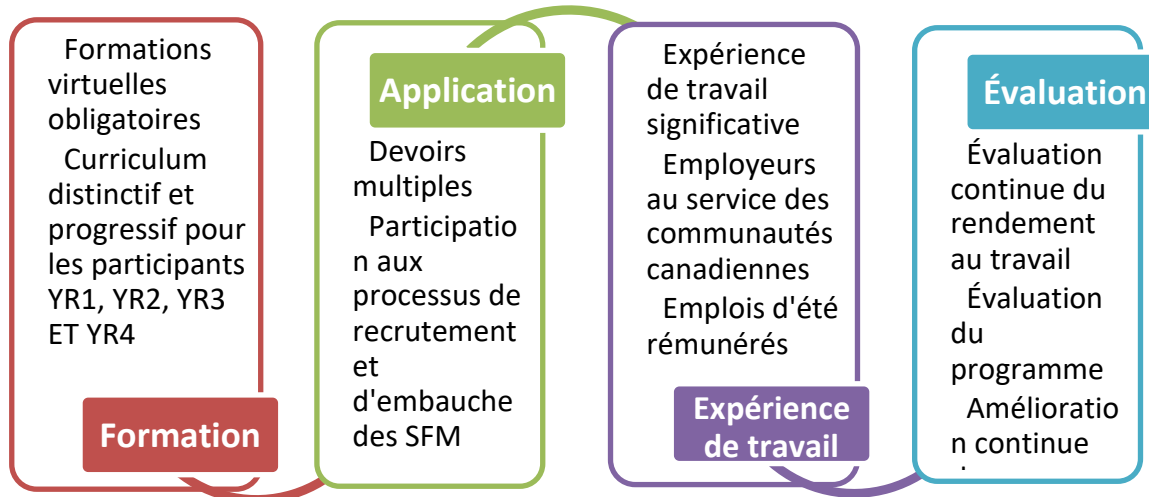 Formations
virtuelles
obligatoires
Curriculum
distinctif et
progressif pour
les participants
YR1, YR2, YR3
ET YR4
Formation
Application
Devoirs
multiples
Participatio
n aux
processus de
recrutement
et
d'embauche
des SFM
Expérience
de travail
significative
Employeurs
au service des
communautés
canadiennes
Emplois d'été
rémunérés
Expérience
de travail
Évaluation
Évaluation
continue du
rendement
au travail
Évaluation
du
programme
Amélioratio
n continue